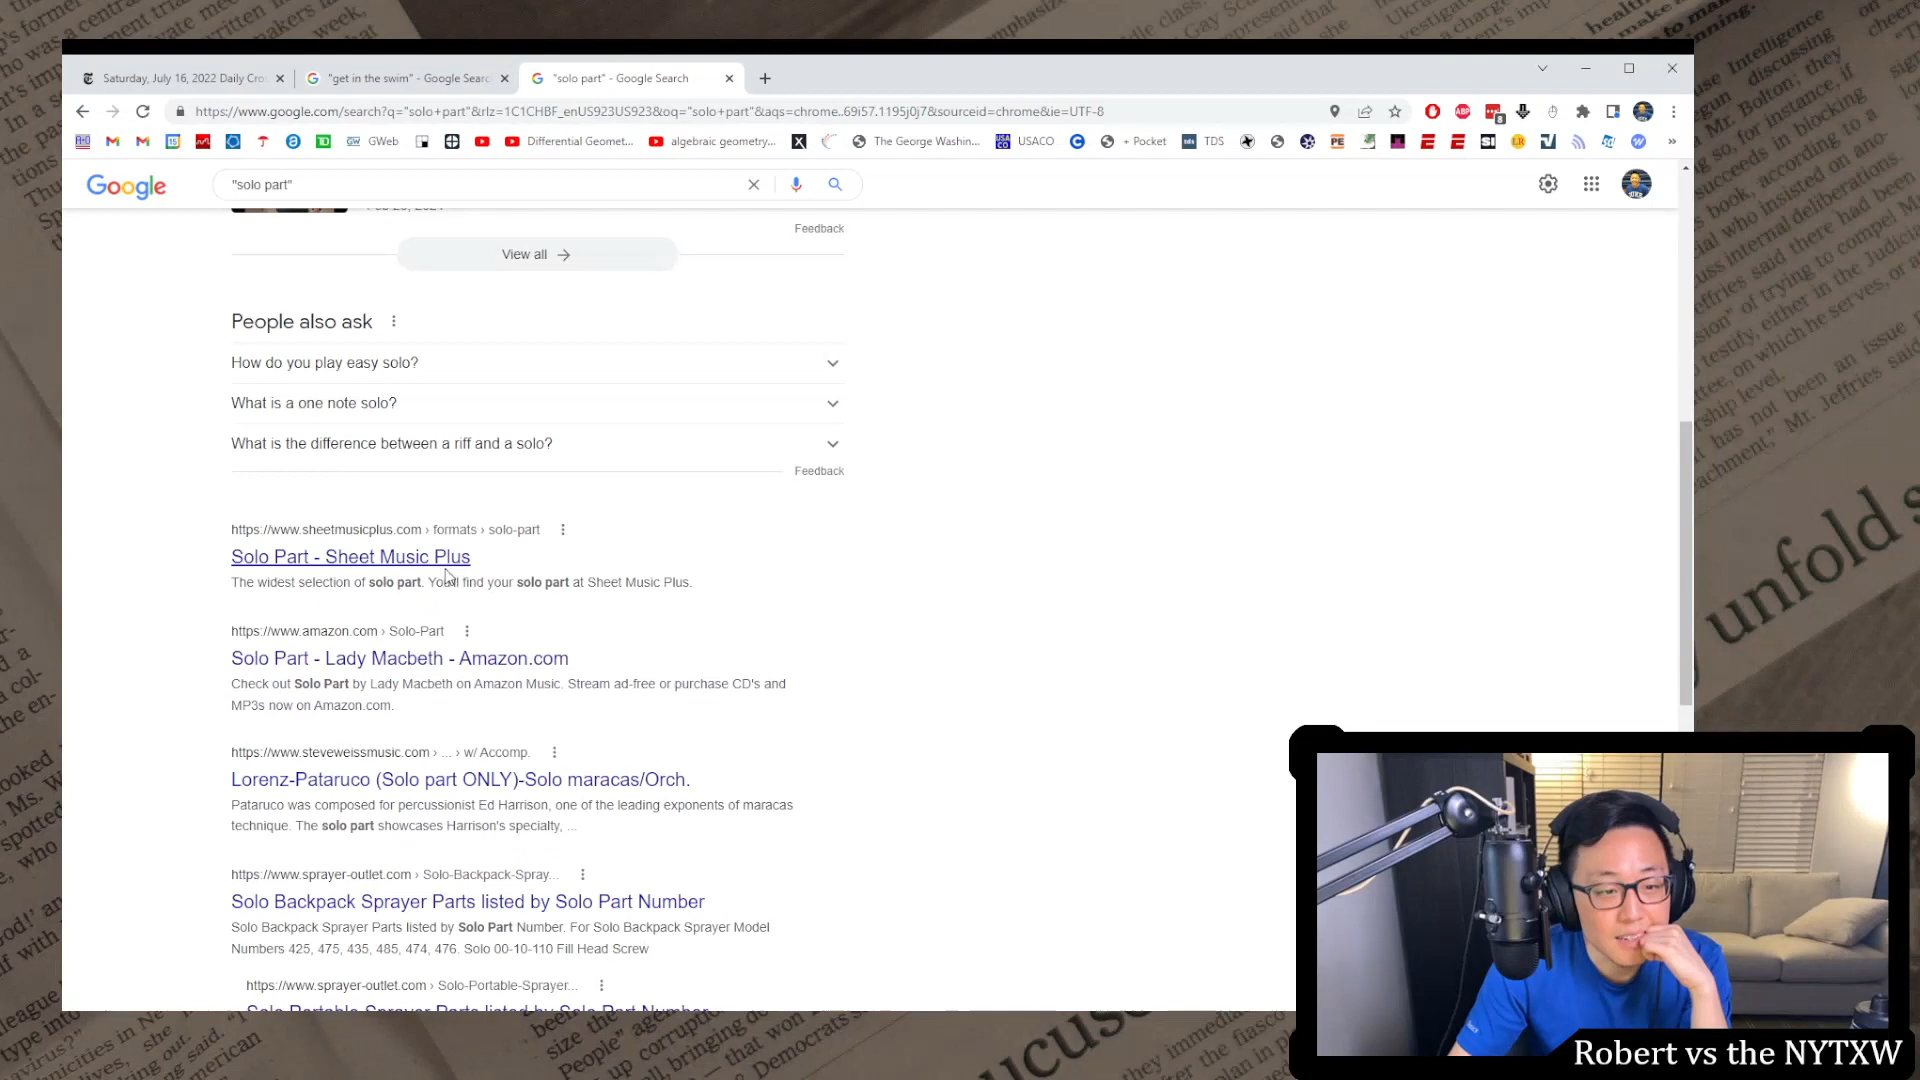 Saturday, July 16, 2022 Daily Cro
"get in the swim" - Google Searc
"solo part" - Google Search
https://www.google.com/search?q="solo+part"&rlz=1C1CHBF_enUS923US923&oq="solo+part"&aqs=chrome..69i57.1195j0j7&sourceid=chrome&ie=UTF-8
GWeb
Differential Geomet...
algebraic geometry...
The George Washin...
USACO
+ Pocket
TDS
Google
"solo part"
Feedback
View all
People also ask
How do you play easy solo?
What is a one note solo?
What is the difference between a riff and a solo?
Feedback
https://www.sheetmusicplus.com › formats › solo-part
Solo Part - Sheet Music Plus
The widest selection of solo part. You'll find your solo part at Sheet Music Plus.
https://www.amazon.com › Solo-Part
Solo Part - Lady Macbeth - Amazon.com
Check out Solo Part by Lady Macbeth on Amazon Music. Stream ad-free or purchase CD's and
MP3s now on Amazon.com.
https://www.steveweissmusic.com › ... › w/ Accomp.
Lorenz-Pataruco (Solo part ONLY)-Solo maracas/Orch.
Pataruco was composed for percussionist Ed Harrison, one of the leading exponents of maracas
technique. The solo part showcases Harrison's specialty, ...
https://www.sprayer-outlet.com › Solo-Backpack-Spray...
Solo Backpack Sprayer Parts listed by Solo Part Number
Solo Backpack Sprayer Parts listed by Solo Part Number. For Solo Backpack Sprayer Model
Numbers 425, 475, 435, 485, 474, 476. Solo 00-10-110 Fill Head Screw
https://www.sprayer-outlet.com › Solo-Portable-Sprayer...
Solo Portable Sprayer Parts listed by Solo Part Number
unfold
Robert vs the NYTXW